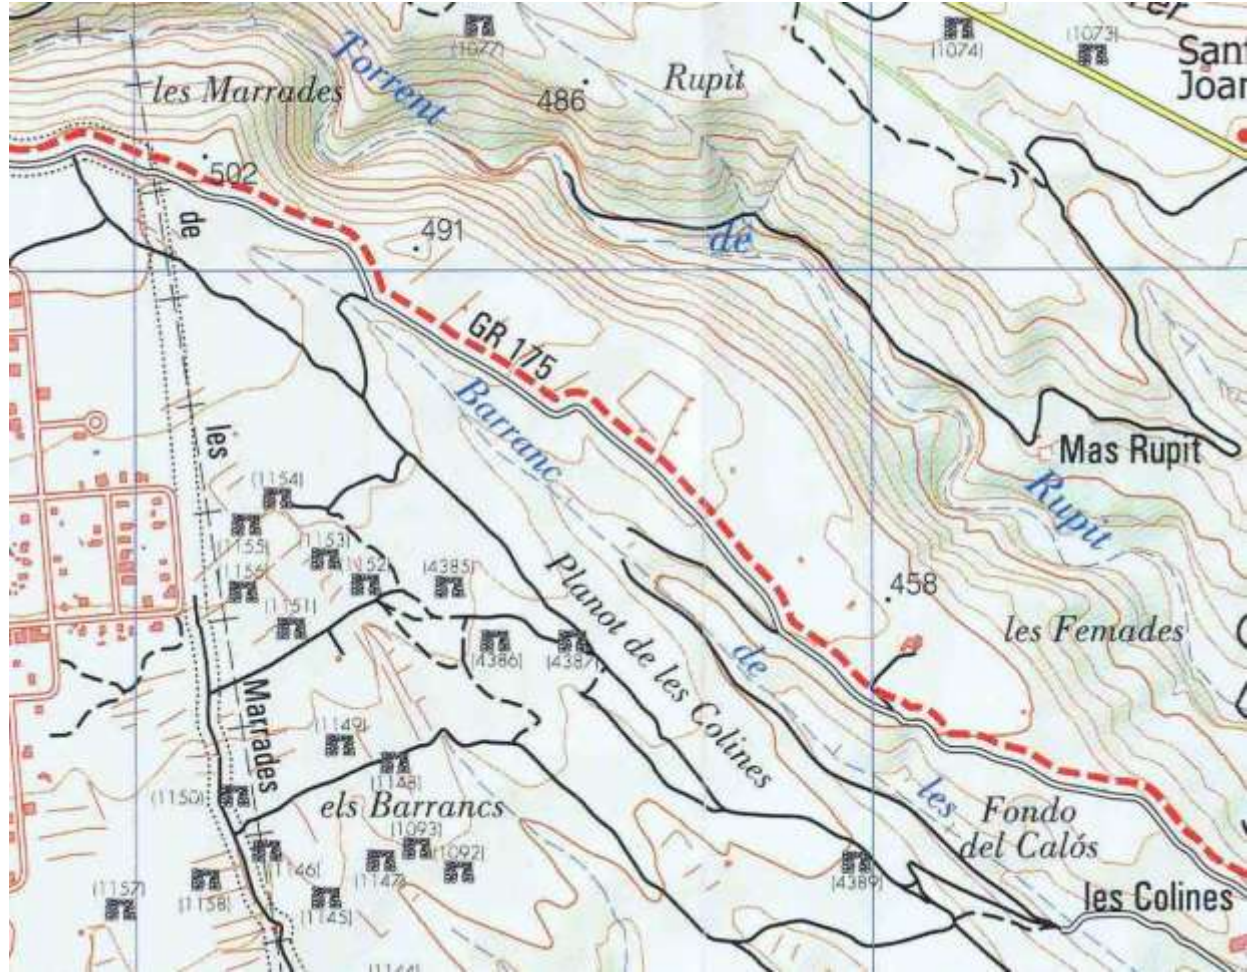 (1077)
(1074)
(1073)
Sant
Joan
Torrent
les Marrades
486
Rupit
502
491
de
de
GR 175
Barranc
les
Mas Rupit
Rupit
(1154)
(1155)
(1153)
(1152)
(4385)
(1156)
(1151)
Planot de les Colines
458
les Femades
(4386)
(4387)
de
Marrades
(1149)
(1148)
(1150)
els Barrancs
(1093)
(1092)
les
Fondo
del Calós
(1146)
(1147)
(4389)
(1157)
(1158)
(1145)
les Colines
(1144)